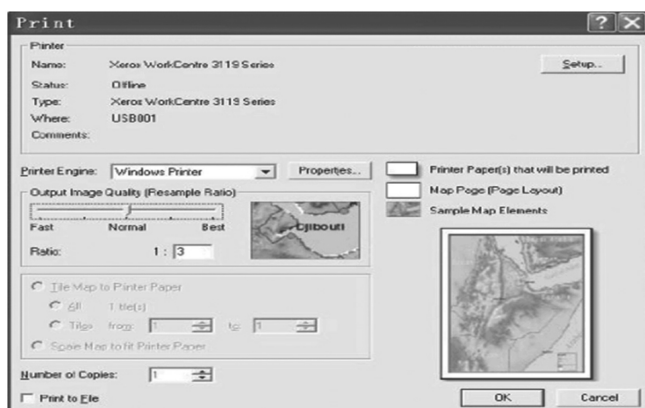 Print
Printer
Name: Xerox WorkCentre 3119 Series
Setup...
Status: Offline
Type: Xerox WorkCentre 3119 Series
Where: USB001
Comments:
Printer Engine: Windows Printer Properties...
Printer Paper(s) that will be printed
Map Page (Page Layout)
Sample Map Elements
Output Image Quality (Resample Ratio)
Fast Normal Best
Ratio: 1 : 3
Djibouti
Tile Map to Printer Paper
All 1 tile(s)
Tiles from: 1 to: 1
Scale Map to fit Printer Paper
Number of Copies: 1
Print to File
OK Cancel